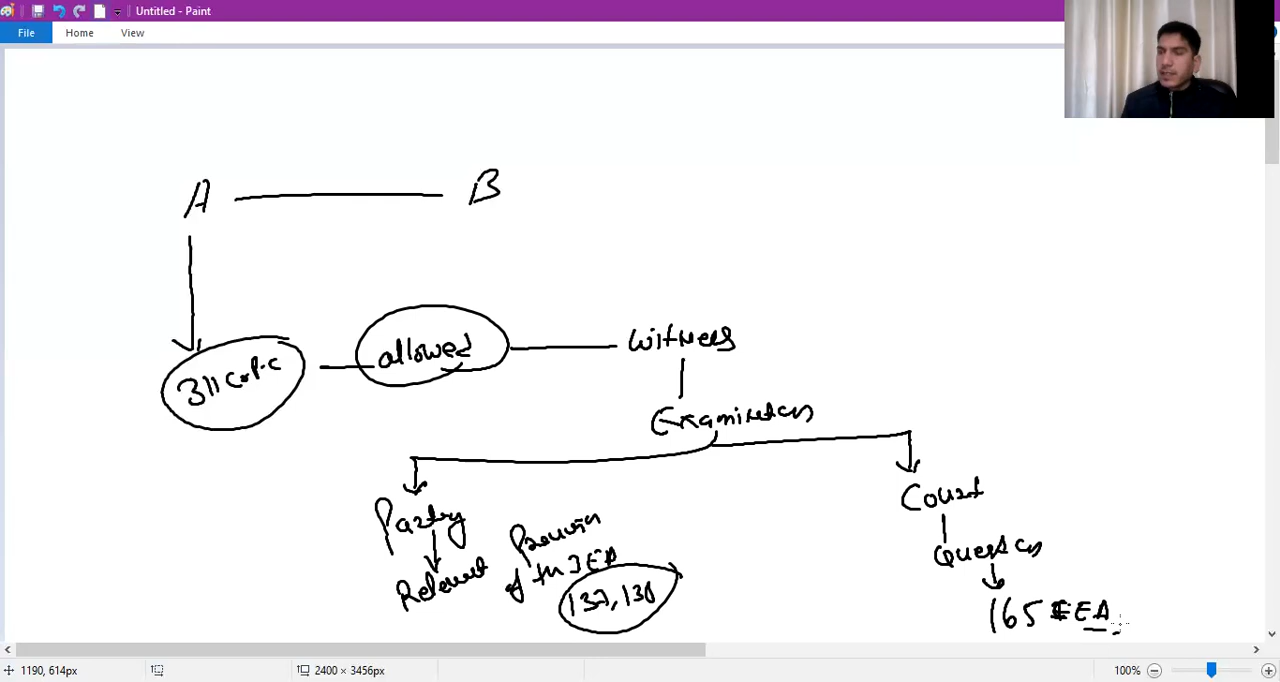 Untitled - Paint
File Home View
A B
311 Cr.P.C allowed Witness
Examination
Party Court
Relevant Provision of the IEA Question
137, 138
165 IEA
1190, 614px 2400 × 3456px 100%